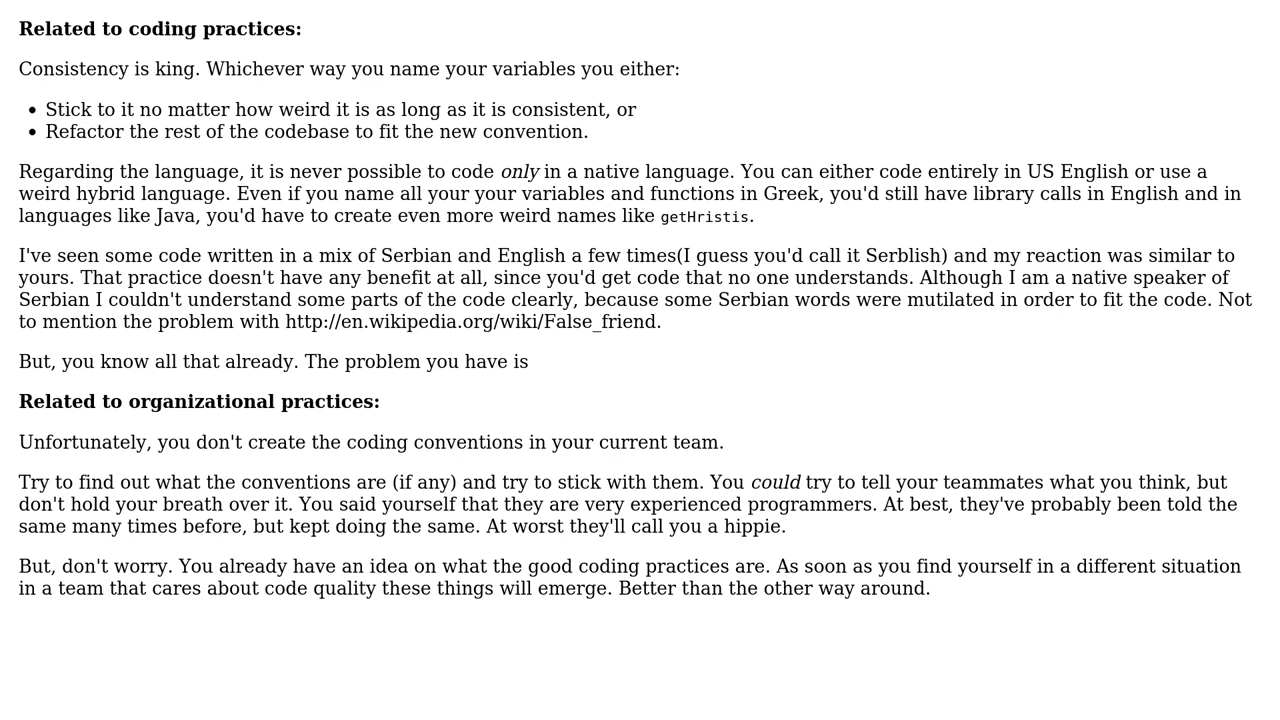 Related to coding practices:
Consistency is king. Whichever way you name your variables you either:
• Stick to it no matter how weird it is as long as it is consistent, or
• Refactor the rest of the codebase to fit the new convention.
Regarding the language, it is never possible to code only in a native language. You can either code entirely in US English or use a
weird hybrid language. Even if you name all your your variables and functions in Greek, you'd still have library calls in English and in
languages like Java, you'd have to create even more weird names like getHristis.
I've seen some code written in a mix of Serbian and English a few times(I guess you'd call it Serblish) and my reaction was similar to
yours. That practice doesn't have any benefit at all, since you'd get code that no one understands. Although I am a native speaker of
Serbian I couldn't understand some parts of the code clearly, because some Serbian words were mutilated in order to fit the code. Not
to mention the problem with http://en.wikipedia.org/wiki/False_friend.
But, you know all that already. The problem you have is
Related to organizational practices:
Unfortunately, you don't create the coding conventions in your current team.
Try to find out what the conventions are (if any) and try to stick with them. You could try to tell your teammates what you think, but
don't hold your breath over it. You said yourself that they are very experienced programmers. At best, they've probably been told the
same many times before, but kept doing the same. At worst they'll call you a hippie.
But, don't worry. You already have an idea on what the good coding practices are. As soon as you find yourself in a different situation
in a team that cares about code quality these things will emerge. Better than the other way around.